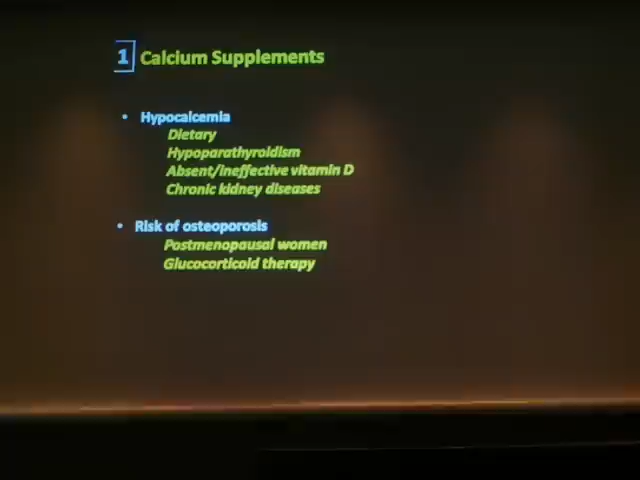 1 Calcium Supplements
• Hypocalcemia
Dietary
Hypoparathyroidism
Absent/ineffective vitamin D
Chronic kidney diseases
• Risk of osteoporosis
Postmenopausal women
Glucocorticoid therapy